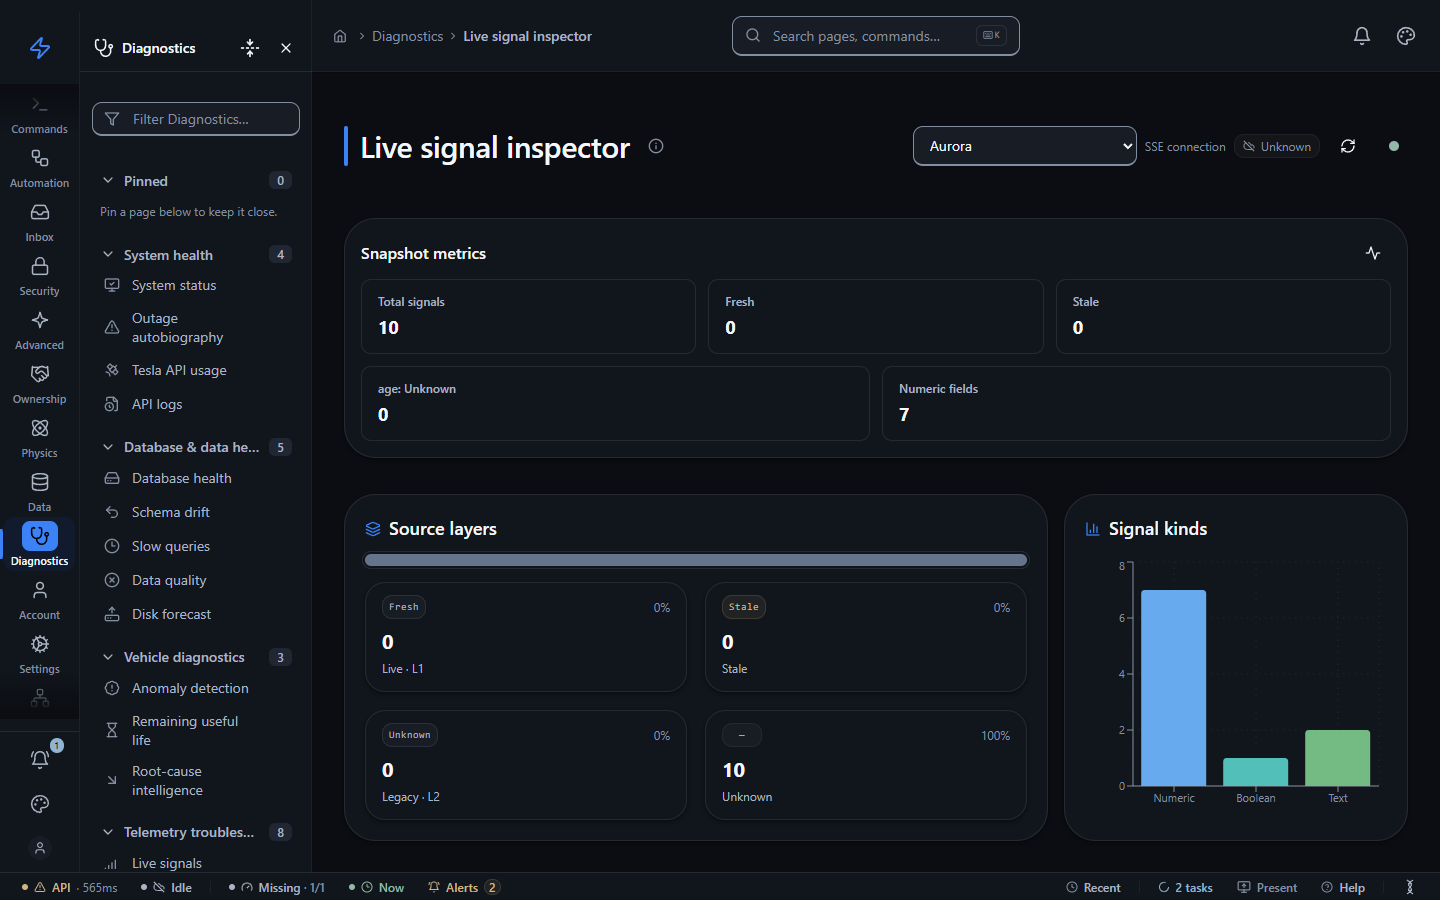 Diagnostics
Diagnostics
Live signal inspector
Search pages, commands...
K
Commands
Automation
Inbox
Security
Advanced
Ownership
Physics
Data
Diagnostics
Account
Settings
1
Filter Diagnostics...
Pinned
0
Pin a page below to keep it close.
System health
4
System status
Outage
autobiography
Tesla API usage
API logs
Database & data he...
5
Database health
Schema drift
Slow queries
Data quality
Disk forecast
Vehicle diagnostics
3
Anomaly detection
Remaining useful
life
Root-cause
intelligence
Telemetry troubles...
8
Live signals
Live signal inspector
Aurora
SSE connection
Unknown
Snapshot metrics
Total signals
10
Fresh
0
Stale
0
age: Unknown
0
Numeric fields
7
Source layers
Fresh
0%
0
Live · L1
Stale
0%
0
Stale
Unknown
0%
0
Legacy · L2
—
100%
10
Unknown
Signal kinds
8
6
4
2
0
Numeric
Boolean
Text
API · 565ms
Idle
Missing · 1/1
Now
Alerts 2
Recent
2 tasks
Present
Help